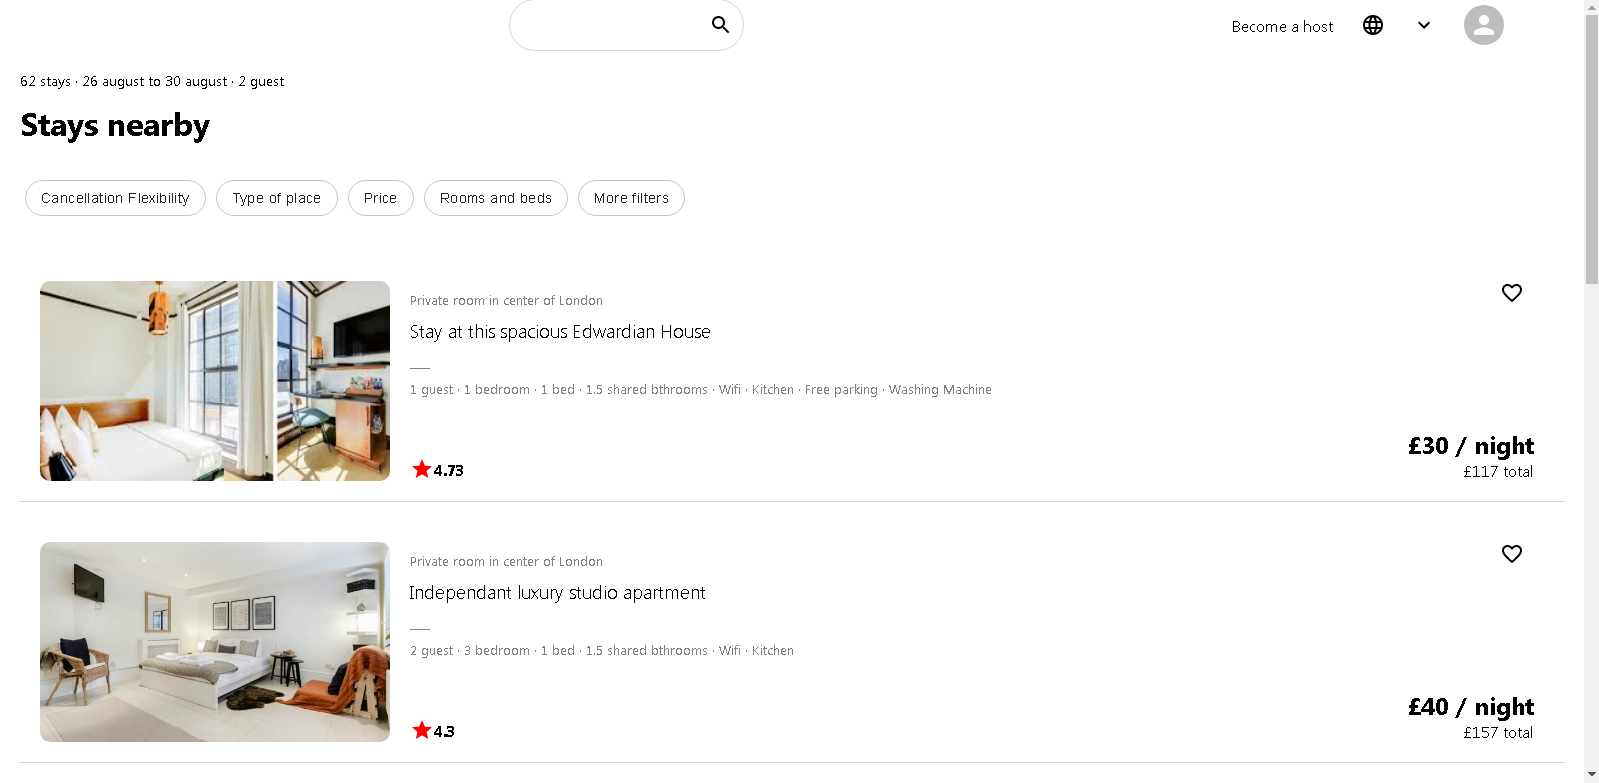 Become a host
62 stays · 26 august to 30 august · 2 guest
Stays nearby
Cancellation Flexibility
Type of place
Price
Rooms and beds
More filters
Private room in center of London
Stay at this spacious Edwardian House
1 guest · 1 bedroom · 1 bed · 1.5 shared bthrooms · Wifi · Kitchen · Free parking · Washing Machine
4.73
£30 / night
£117 total
Private room in center of London
Independant luxury studio apartment
2 guest · 3 bedroom · 1 bed · 1.5 shared bthrooms · Wifi · Kitchen
4.3
£40 / night
£157 total